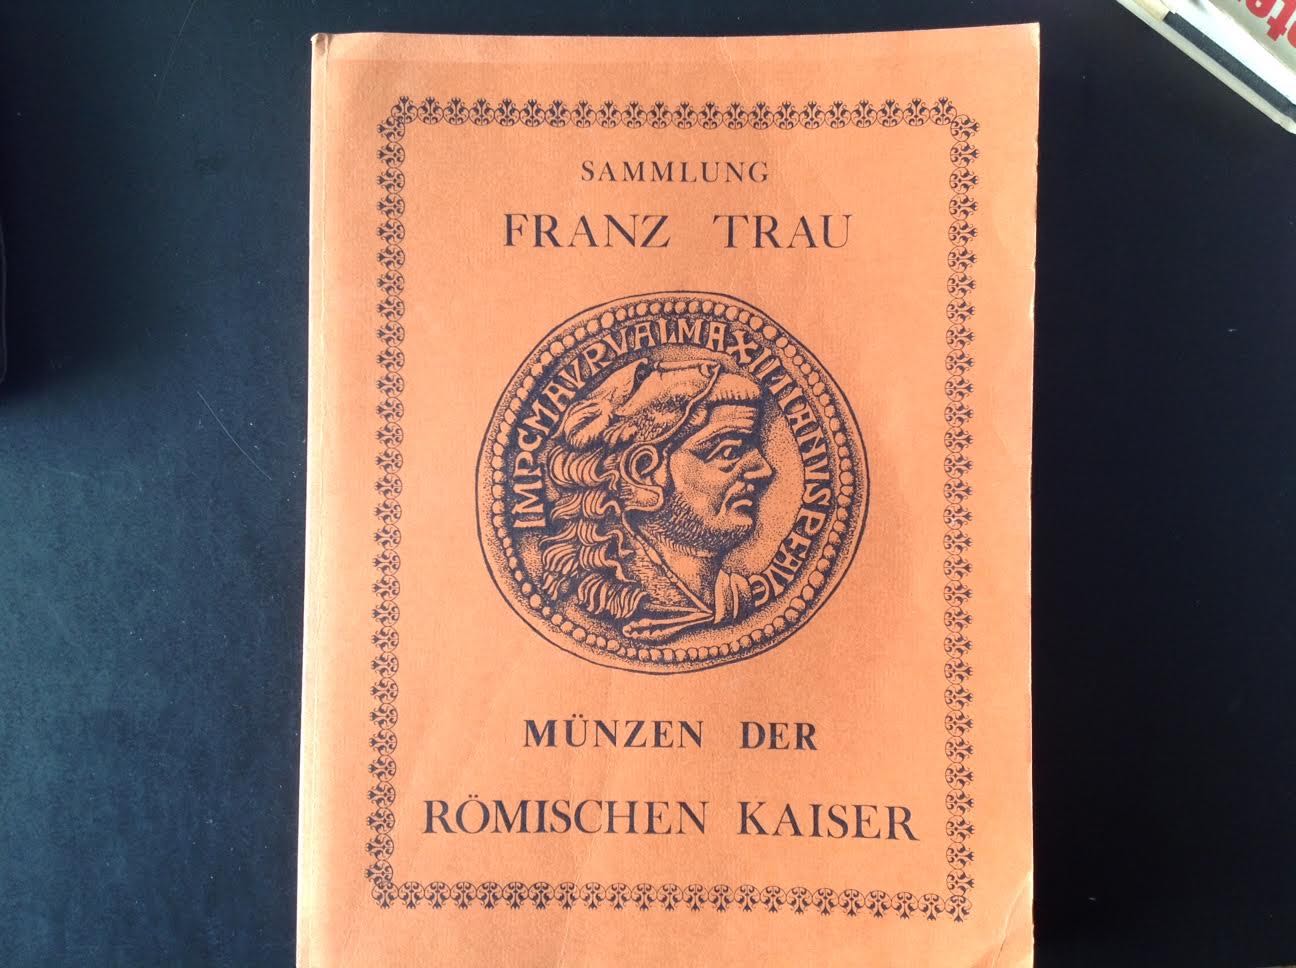 SAMMLUNG
FRANZ TRAU
IMPCMAVRVALMAXIMIANVSPFAVG
MÜNZEN DER
RÖMISCHEN KAISER